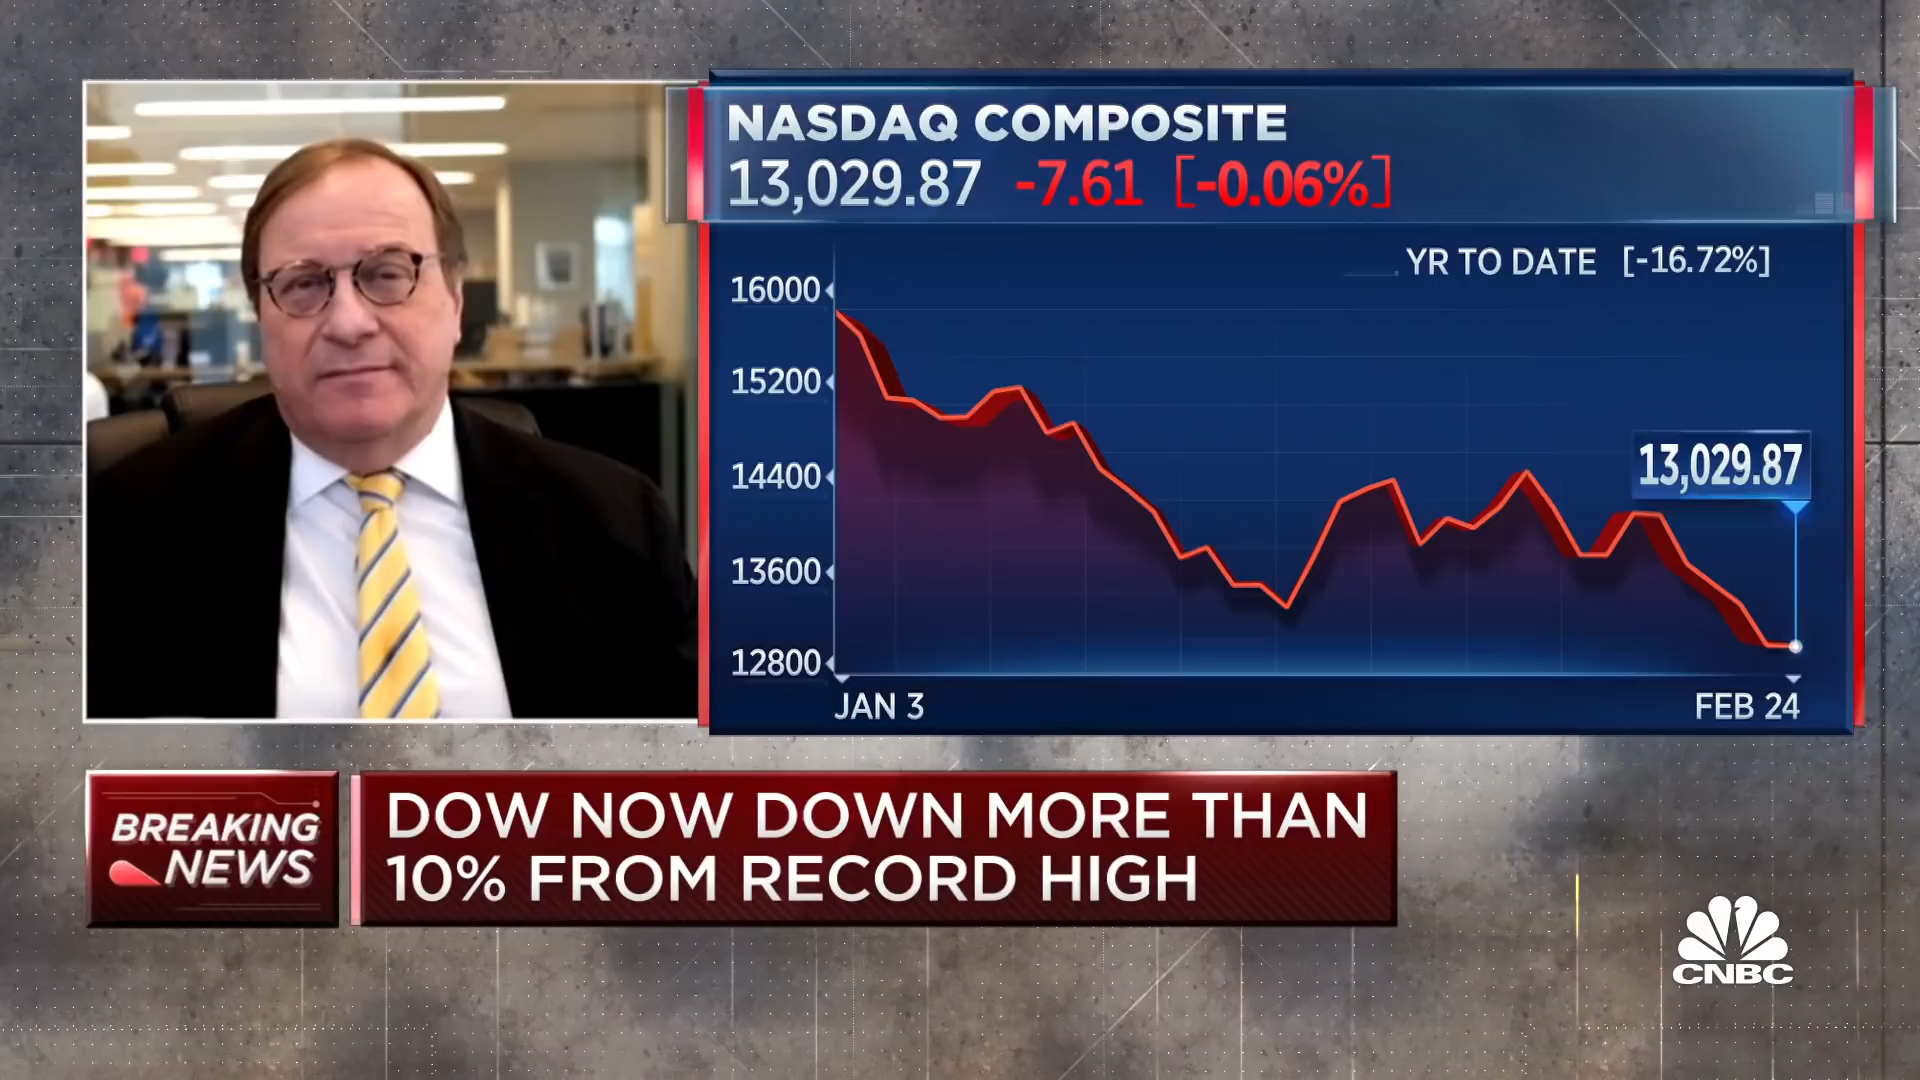 NASDAQ COMPOSITE
13,029.87 -7.61 [-0.06%]
YR TO DATE [-16.72%]
16000
15200
14400
13600
12800
13,029.87
JAN 3
FEB 24
BREAKING
NEWS
DOW NOW DOWN MORE THAN
10% FROM RECORD HIGH
CNBC